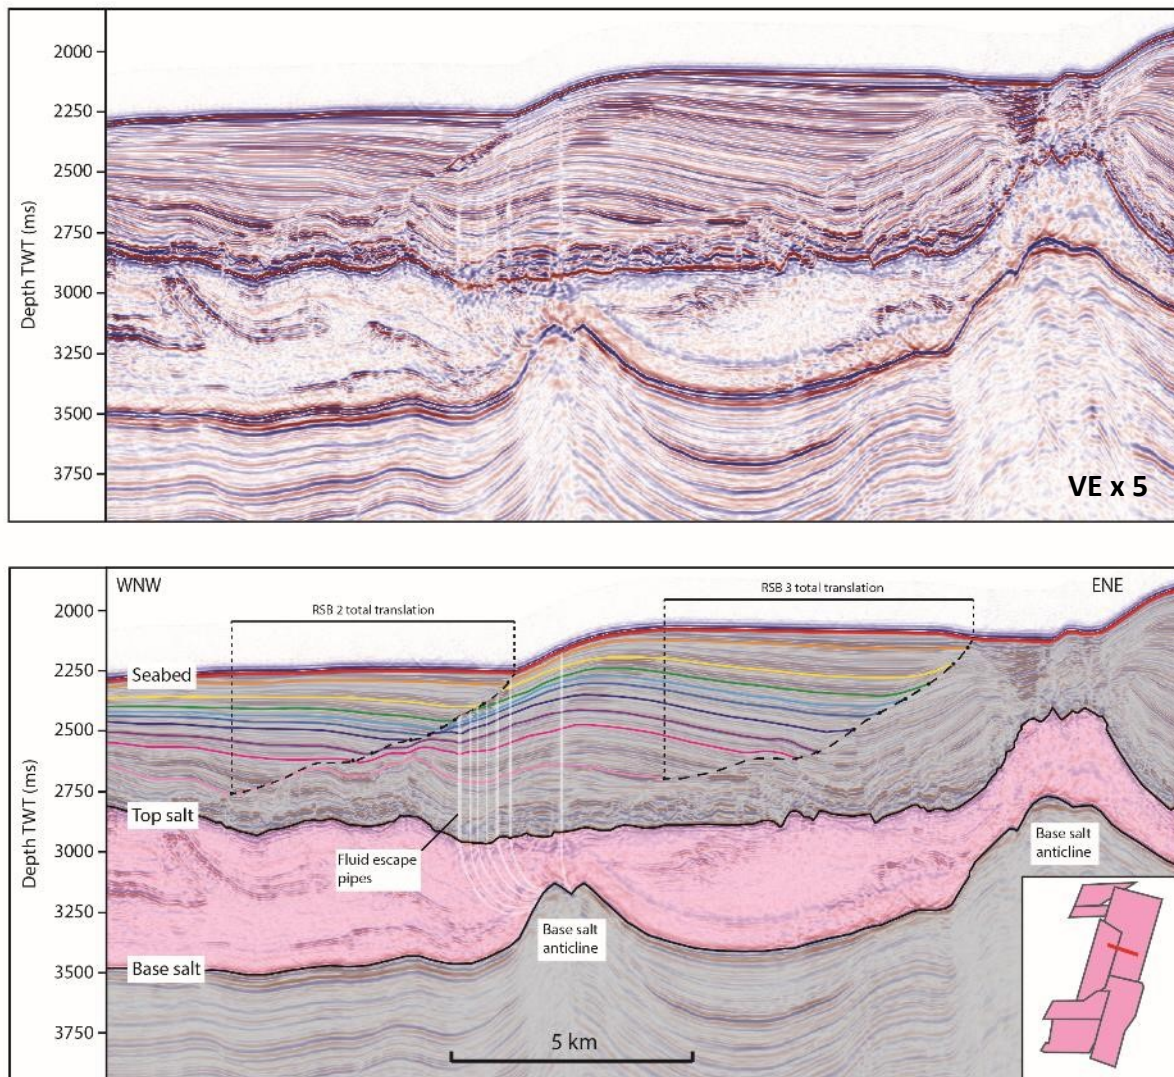 2000
2250
2500
2750
3000
3250
3500
3750
Depth TWT (ms)
VE x 5
WNW
ENE
RSB 2 total translation
RSB 3 total translation
2000
2250
2500
2750
3000
3250
3500
3750
Depth TWT (ms)
Seabed
Top salt
Fluid escape
pipes
Base salt
anticline
Base salt
anticline
Base salt
5 km